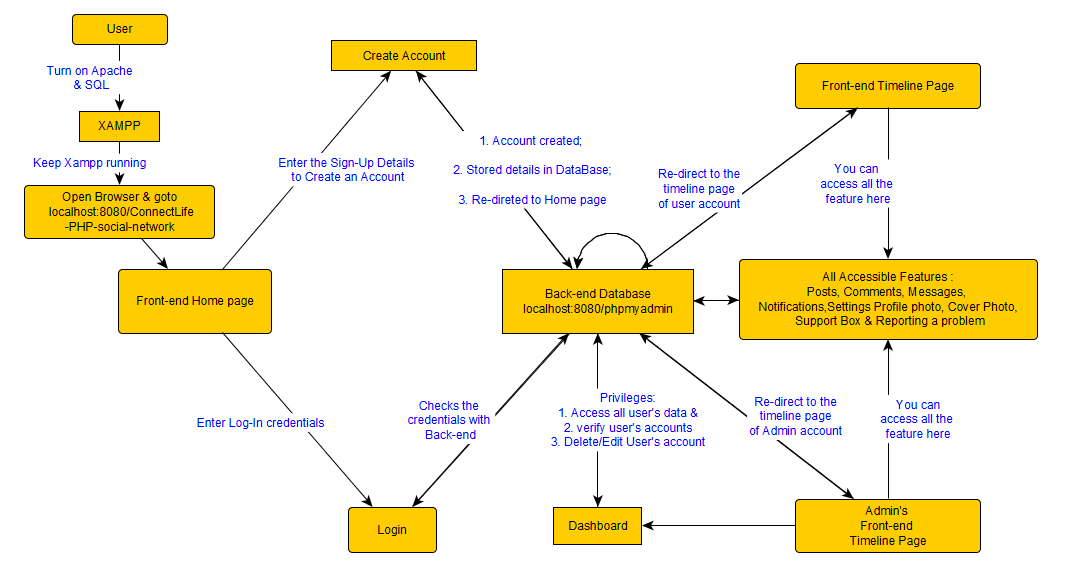 User
Turn on Apache
& SQL
XAMPP
Keep Xampp running
Open Browser & goto
localhost:8080/ConnectLife
-PHP-social-network
Front-end Home page
Create Account
Enter the Sign-Up Details
to Create an Account
1. Account created;
2. Stored details in DataBase;
3. Re-direted to Home page
Enter Log-In credentials
Login
Checks the
credentials with
Back-end
Back-end Database
localhost:8080/phpmyadmin
Re-direct to the
timeline page
of user account
Front-end Timeline Page
You can
access all the
feature here
All Accessible Features :
Posts, Comments, Messages,
Notifications,Settings Profile photo, Cover Photo,
Support Box & Reporting a problem
Privileges:
1. Access all user's data &
2. verify user's accounts
3. Delete/Edit User's account
Dashboard
Re-direct to the
timeline page
of Admin account
You can
access all the
feature here
Admin's
Front-end
Timeline Page